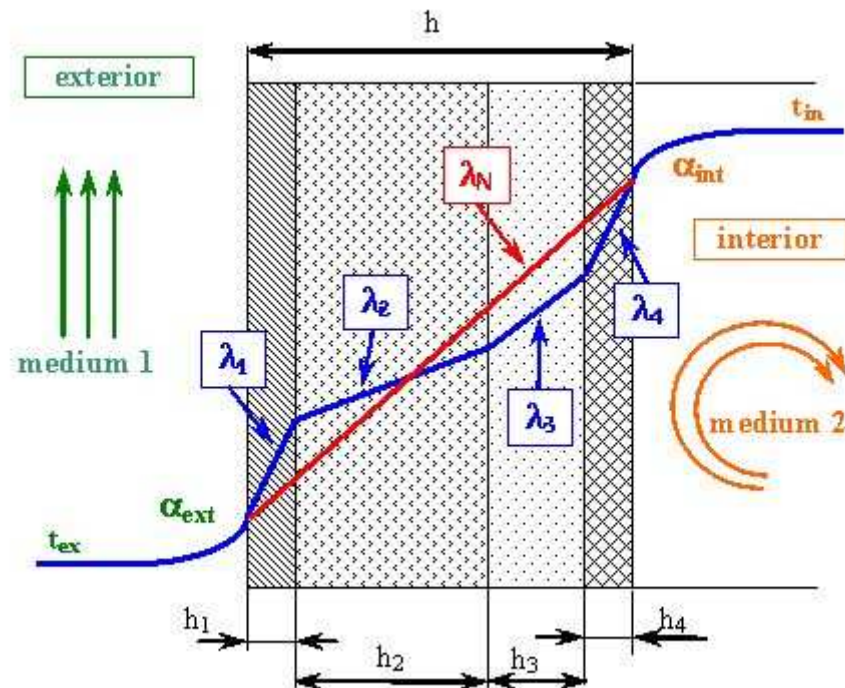 h
exterior
t_in
λ_N
α_int
interior
λ_2
λ_4
medium 1
λ_1
λ_3
medium 2
α_ext
t_ex
h_1
h_4
h_2
h_3